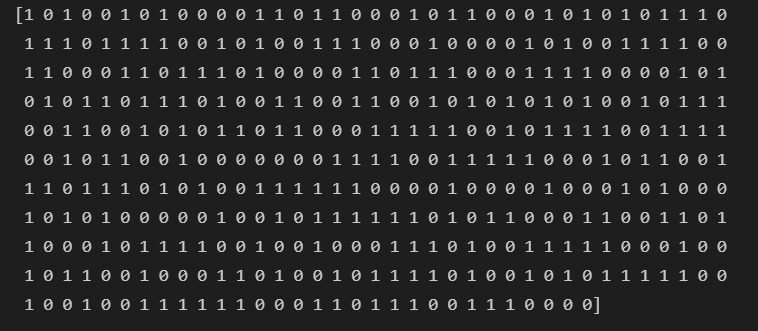 [1 0 1 0 0 1 0 1 0 0 0 0 1 1 0 1 1 0 0 0 1 0 1 1 0 0 0 1 0 1 0 1 0 1 1 1 0
1 1 1 0 1 1 1 1 0 0 1 0 1 0 0 1 1 1 0 0 0 1 0 0 0 0 1 0 1 0 0 1 1 1 1 0 0
1 1 0 0 0 1 1 0 1 1 1 0 1 0 0 0 0 1 1 0 1 1 1 0 0 0 1 1 1 1 0 0 0 0 1 0 1
0 1 0 1 1 0 1 1 1 0 1 0 0 1 1 0 0 1 1 0 0 1 0 1 0 1 0 1 0 1 0 0 1 0 1 1 1
0 0 1 1 0 0 1 0 1 0 1 1 0 1 1 0 0 0 1 1 1 1 1 0 0 1 0 1 1 1 1 0 0 1 1 1 1
0 0 1 0 1 1 0 0 1 0 0 0 0 0 0 0 1 1 1 1 0 0 1 1 1 1 1 0 0 0 1 0 1 1 0 0 1
1 1 0 1 1 1 0 1 0 1 0 0 1 1 1 1 1 1 0 0 0 0 1 0 0 0 0 1 0 0 0 1 0 1 0 0 0
1 0 1 0 1 0 0 0 0 0 1 0 0 1 0 1 1 1 1 1 1 0 1 0 1 1 0 0 0 1 1 0 0 1 1 0 1
1 0 0 0 1 0 1 1 1 1 0 0 1 0 0 1 0 0 0 1 1 1 0 1 0 0 1 1 1 1 1 0 0 0 1 0 0
1 0 1 1 0 0 1 0 0 0 1 1 0 1 0 0 1 0 1 1 1 1 0 1 0 0 1 0 1 0 1 1 1 1 1 0 0
1 0 0 1 0 0 1 1 1 1 1 1 0 0 0 1 1 0 1 1 1 0 0 1 1 1 0 0 0 0]